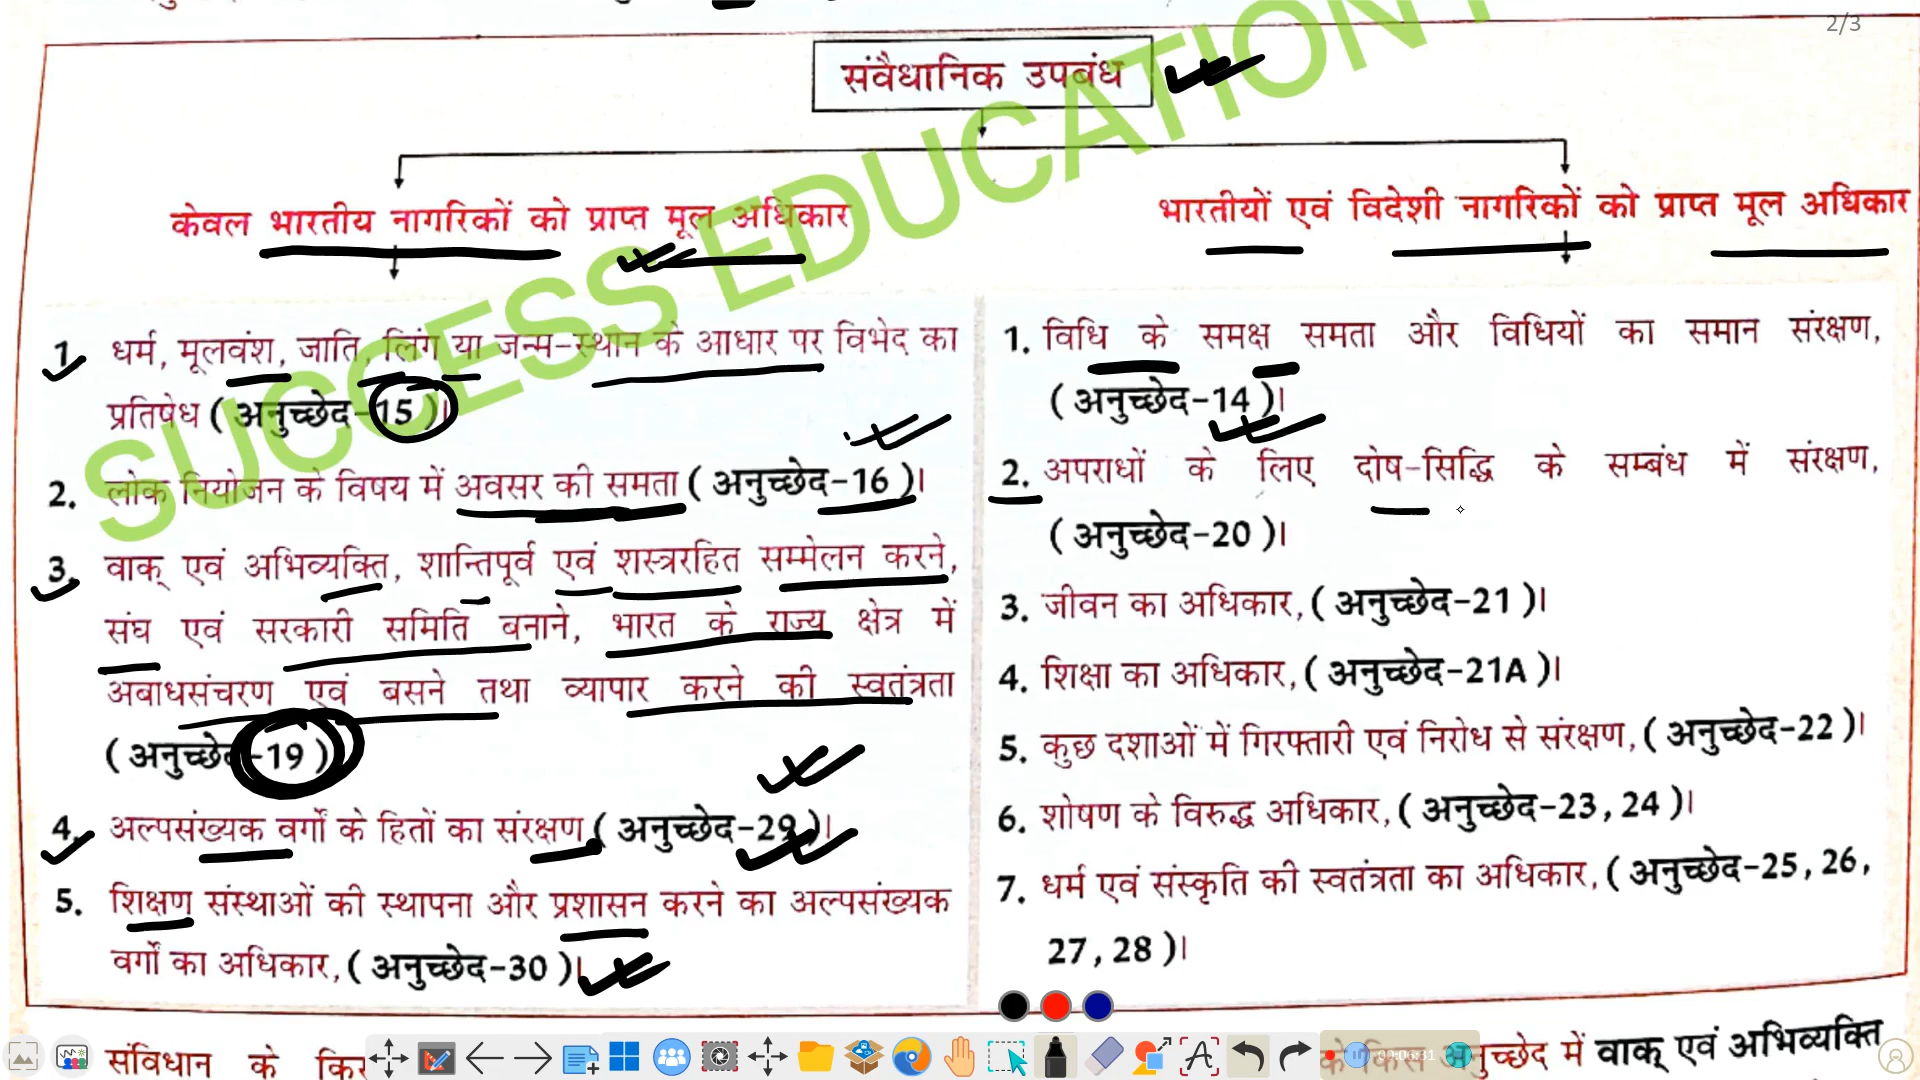 2/3
संवैधानिक उपबंध
केवल भारतीय नागरिकों को प्राप्त मूल अधिकार
भारतीयों एवं विदेशी नागरिकों को प्राप्त मूल अधिकार
1. धर्म, मूलवंश, जाति, लिंग या जन्म-स्थान के आधार पर विभेद का
प्रतिषेध (अनुच्छेद-15)।
2. लोक नियोजन के विषय में अवसर की समता (अनुच्छेद-16)।
3. वाक् एवं अभिव्यक्ति, शान्तिपूर्व एवं शस्त्ररहित सम्मेलन करने,
संघ एवं सरकारी समिति बनाने, भारत के राज्य क्षेत्र में
अबाधसंचरण एवं बसने तथा व्यापार करने की स्वतंत्रता
(अनुच्छेद-19)
4. अल्पसंख्यक वर्गों के हितों का संरक्षण (अनुच्छेद-29)।
5. शिक्षण संस्थाओं की स्थापना और प्रशासन करने का अल्पसंख्यक
वर्गों का अधिकार, (अनुच्छेद-30)।
1. विधि के समक्ष समता और विधियों का समान संरक्षण,
(अनुच्छेद-14)।
2. अपराधों के लिए दोष-सिद्धि के सम्बंध में संरक्षण,
(अनुच्छेद-20)।
3. जीवन का अधिकार, (अनुच्छेद-21)।
4. शिक्षा का अधिकार, (अनुच्छेद-21A)।
5. कुछ दशाओं में गिरफ्तारी एवं निरोध से संरक्षण, (अनुच्छेद-22)।
6. शोषण के विरुद्ध अधिकार, (अनुच्छेद-23, 24)।
7. धर्म एवं संस्कृति की स्वतंत्रता का अधिकार, (अनुच्छेद-25, 26,
27, 28)।
SUCCESS EDUCATION
संविधान के
के किस अनुच्छेद में वाक् एवं अभिव्यक्ति
00:06:31